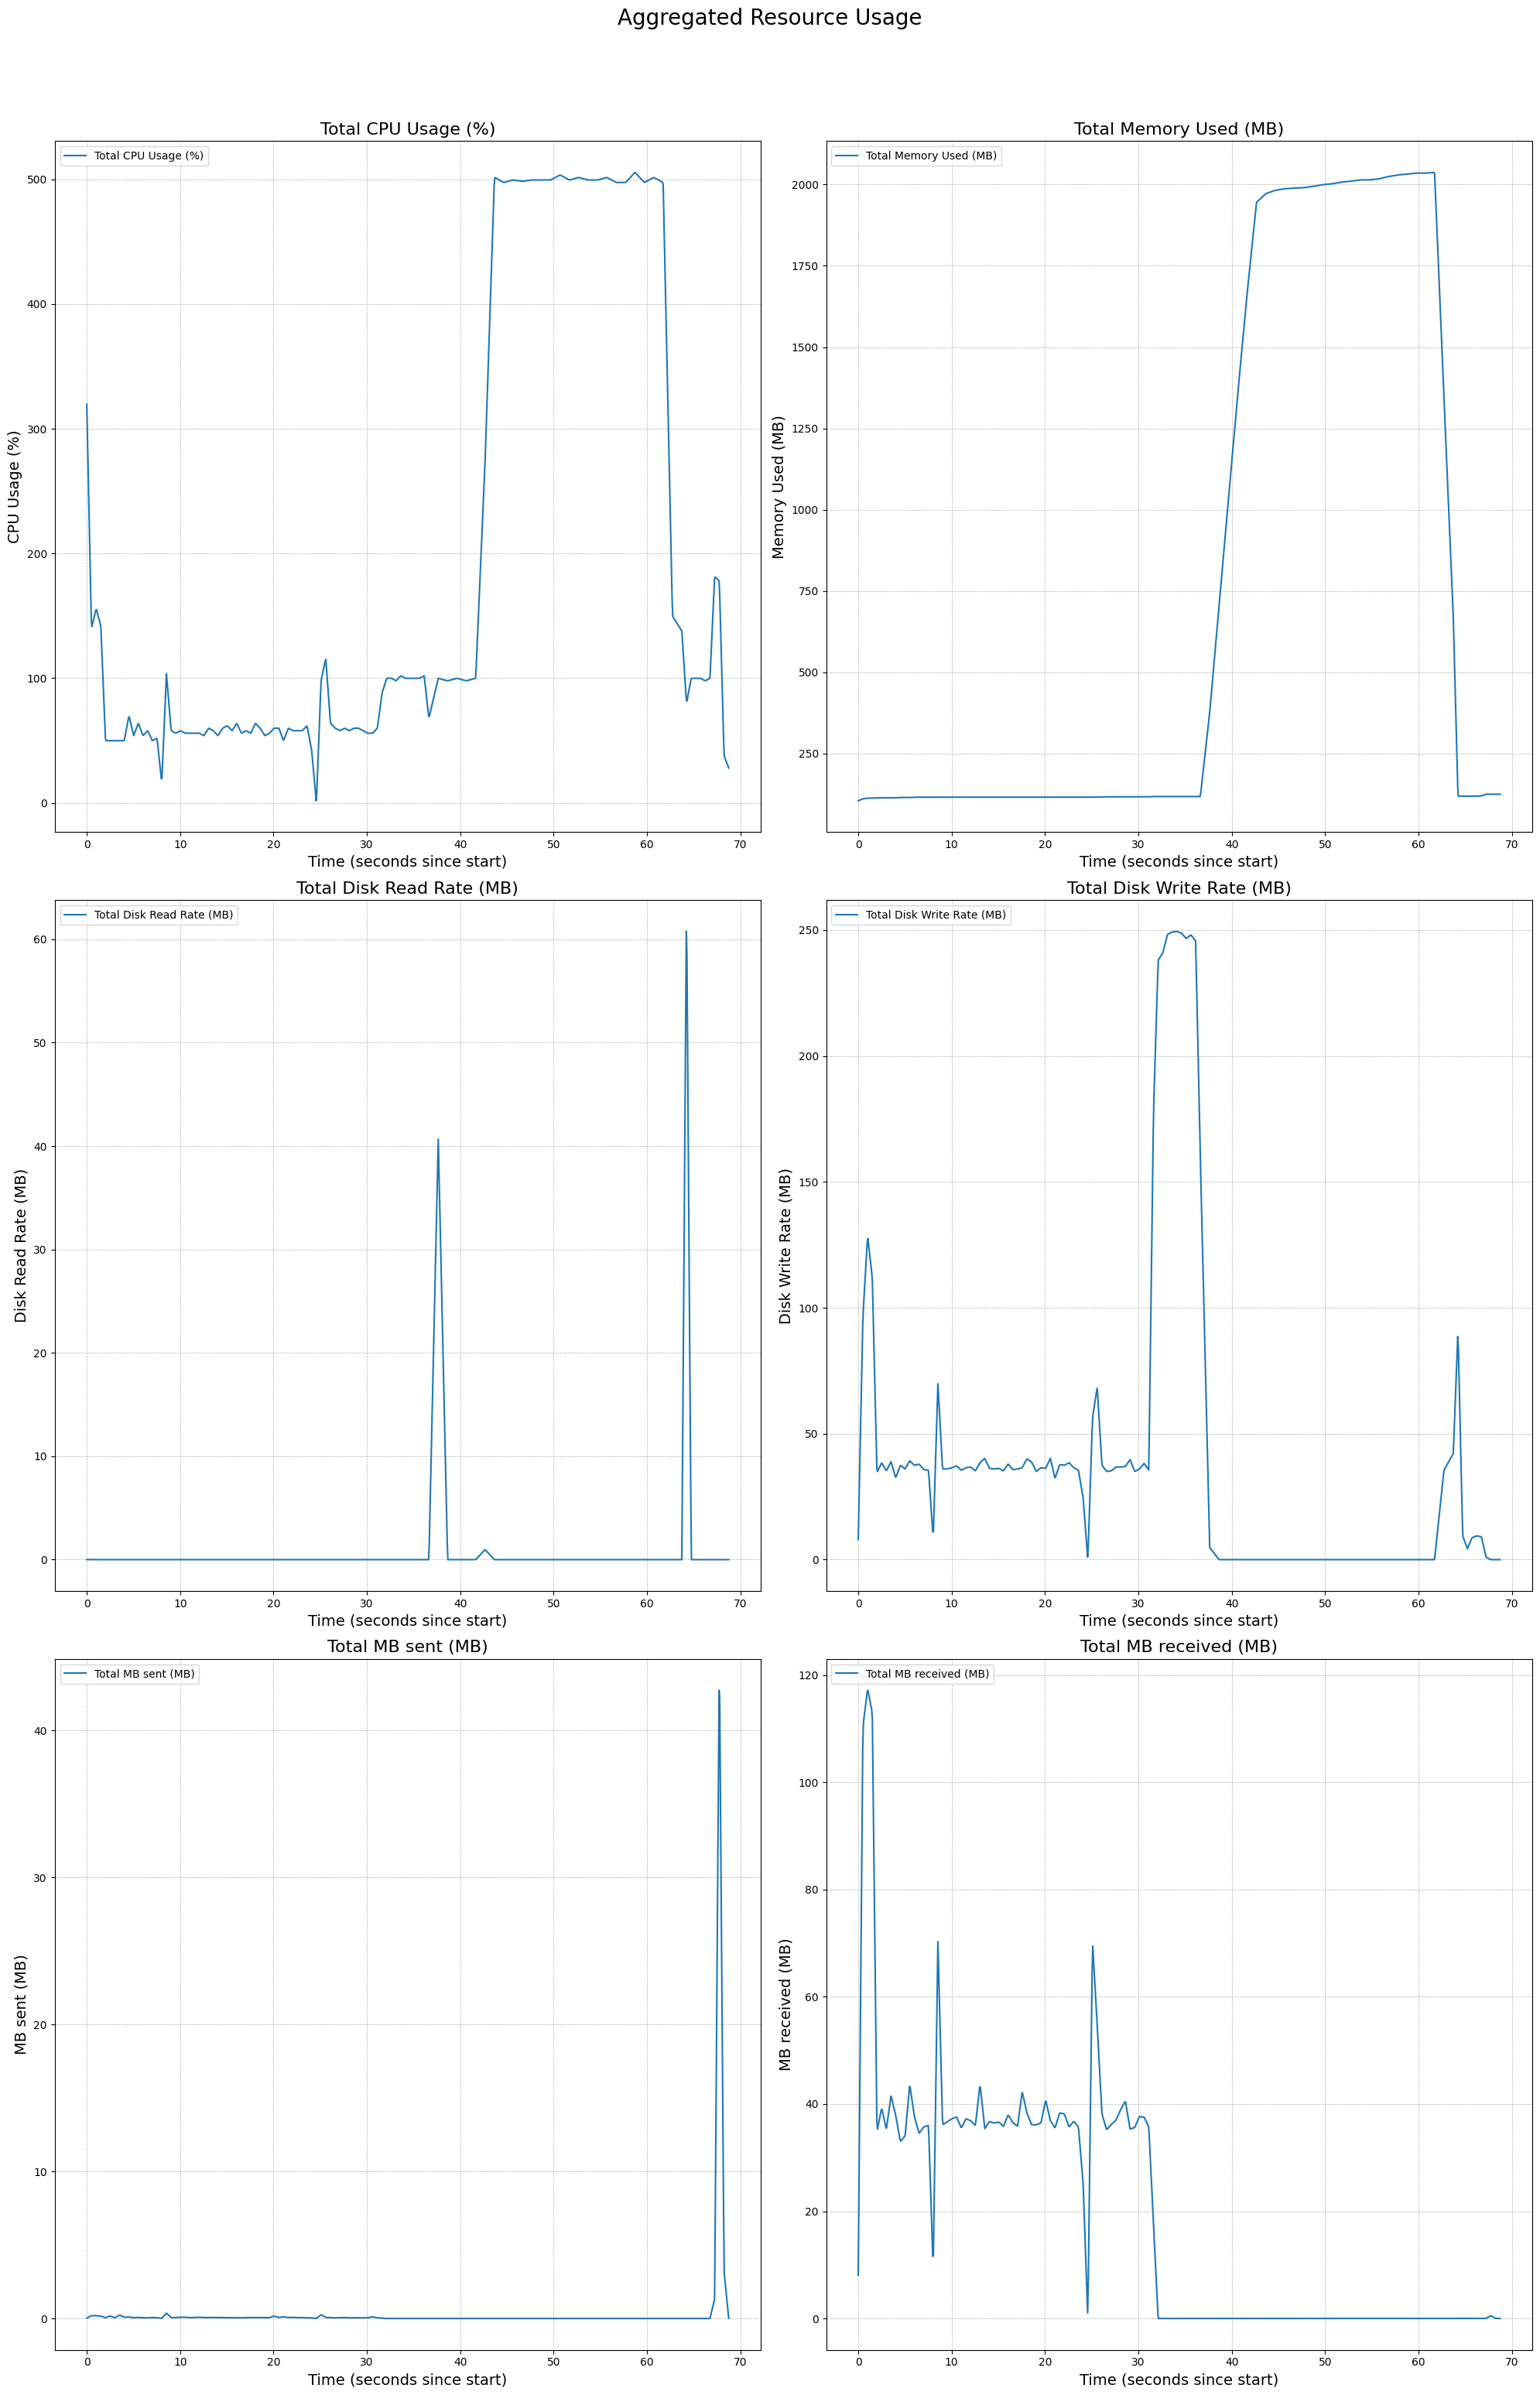 Aggregated Resource Usage
Total CPU Usage (%)
Total CPU Usage (%)
CPU Usage (%)
500
400
300
200
100
0
0 10 20 30 40 50 60 70
Time (seconds since start)
Total Memory Used (MB)
Total Memory Used (MB)
Memory Used (MB)
2000
1750
1500
1250
1000
750
500
250
0 10 20 30 40 50 60 70
Time (seconds since start)
Total Disk Read Rate (MB)
Total Disk Read Rate (MB)
Disk Read Rate (MB)
60
50
40
30
20
10
0
0 10 20 30 40 50 60 70
Time (seconds since start)
Total Disk Write Rate (MB)
Total Disk Write Rate (MB)
Disk Write Rate (MB)
250
200
150
100
50
0
0 10 20 30 40 50 60 70
Time (seconds since start)
Total MB sent (MB)
Total MB sent (MB)
MB sent (MB)
40
30
20
10
0
0 10 20 30 40 50 60 70
Time (seconds since start)
Total MB received (MB)
Total MB received (MB)
MB received (MB)
120
100
80
60
40
20
0
0 10 20 30 40 50 60 70
Time (seconds since start)